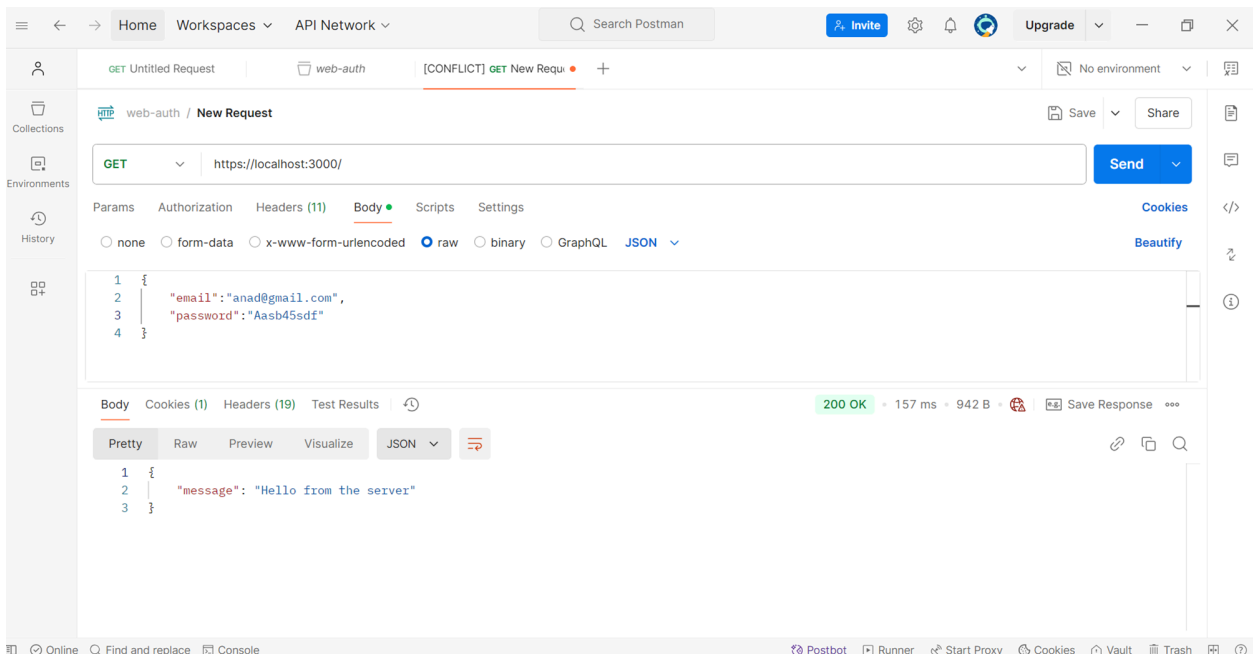 Home Workspaces API Network Search Postman Invite Upgrade
GET Untitled Request web-auth [CONFLICT] GET New Requ No environment
HTTP web-auth / New Request Save Share
Collections
GET https://localhost:3000/ Send
Environments
Params Authorization Headers (11) Body Scripts Settings Cookies
History
none form-data x-www-form-urlencoded raw binary GraphQL JSON Beautify
1 {
2 "email":"anad@gmail.com",
3 "password":"Aasb45sdf"
4 }
Body Cookies (1) Headers (19) Test Results 200 OK • 157 ms • 942 B • e.g. Save Response
Pretty Raw Preview Visualize JSON
1 {
2 "message": "Hello from the server"
3 }
Online Find and replace Console Postbot Runner Start Proxy Cookies Vault Trash